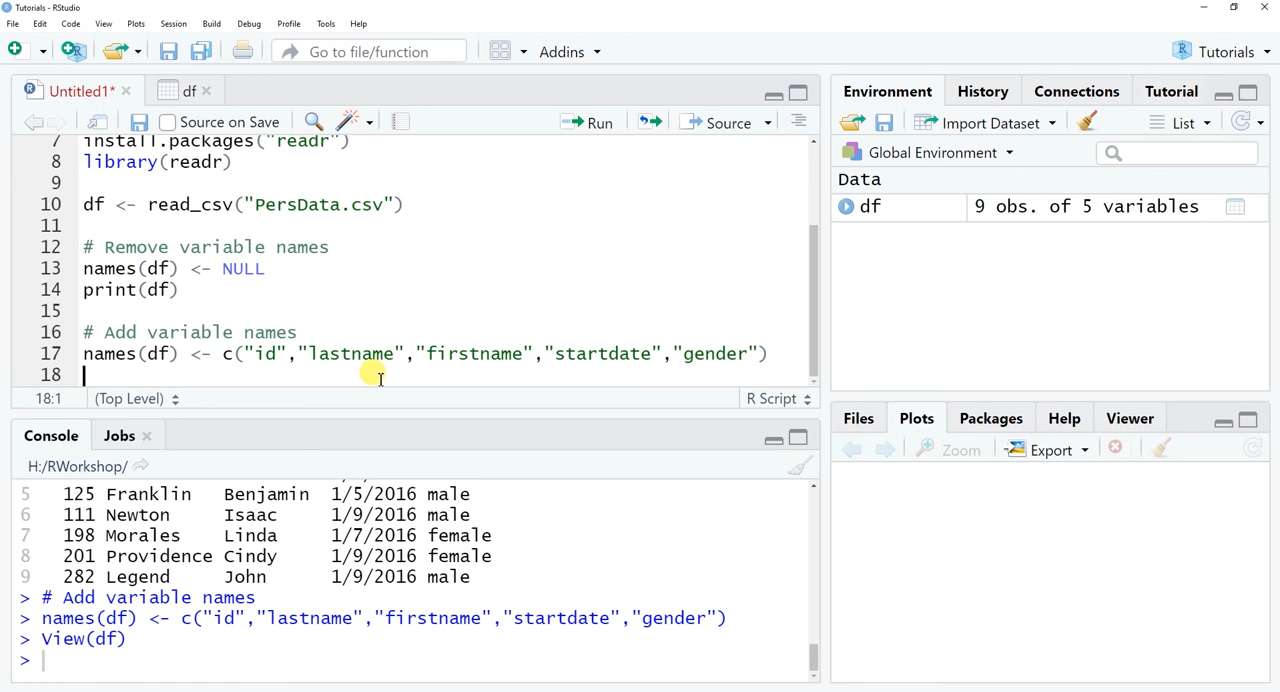 Tutorials - RStudio
File Edit Code View Plots Session Build Debug Profile Tools Help
Go to file/function Addins Tutorials
Untitled1* df
Source on Save Run Source
7 install.packages("readr")
8 library(readr)
9
10 df <- read_csv("PersData.csv")
11
12 # Remove variable names
13 names(df) <- NULL
14 print(df)
15
16 # Add variable names
17 names(df) <- c("id","lastname","firstname","startdate","gender")
18
18:1 (Top Level) R Script
Console Jobs
H:/RWorkshop/
5 125 Franklin Benjamin 1/5/2016 male
6 111 Newton Isaac 1/9/2016 male
7 198 Morales Linda 1/7/2016 female
8 201 Providence Cindy 1/9/2016 female
9 282 Legend John 1/9/2016 male
> # Add variable names
> names(df) <- c("id","lastname","firstname","startdate","gender")
> View(df)
>
Environment History Connections Tutorial
Import Dataset List
Global Environment
Data
df 9 obs. of 5 variables
Files Plots Packages Help Viewer
Zoom Export